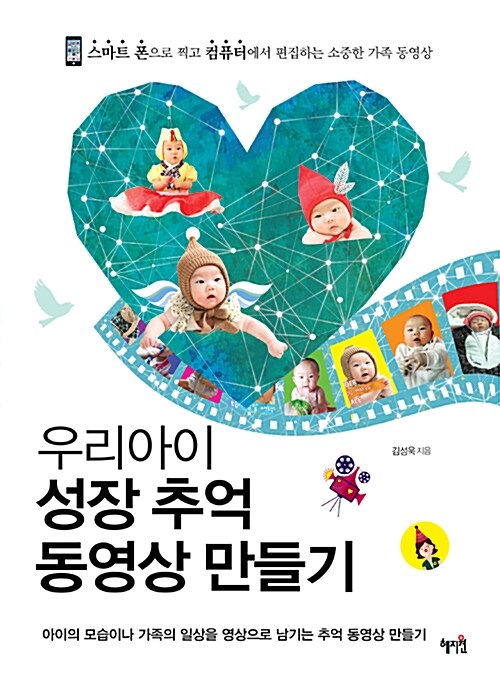 스마트 폰으로 찍고 컴퓨터에서 편집하는 소중한 가족 동영상
우리아이
김성욱 지음
성장 추억
동영상 만들기
아이의 모습이나 가족의 일상을 영상으로 남기는 추억 동영상 만들기
혜지원